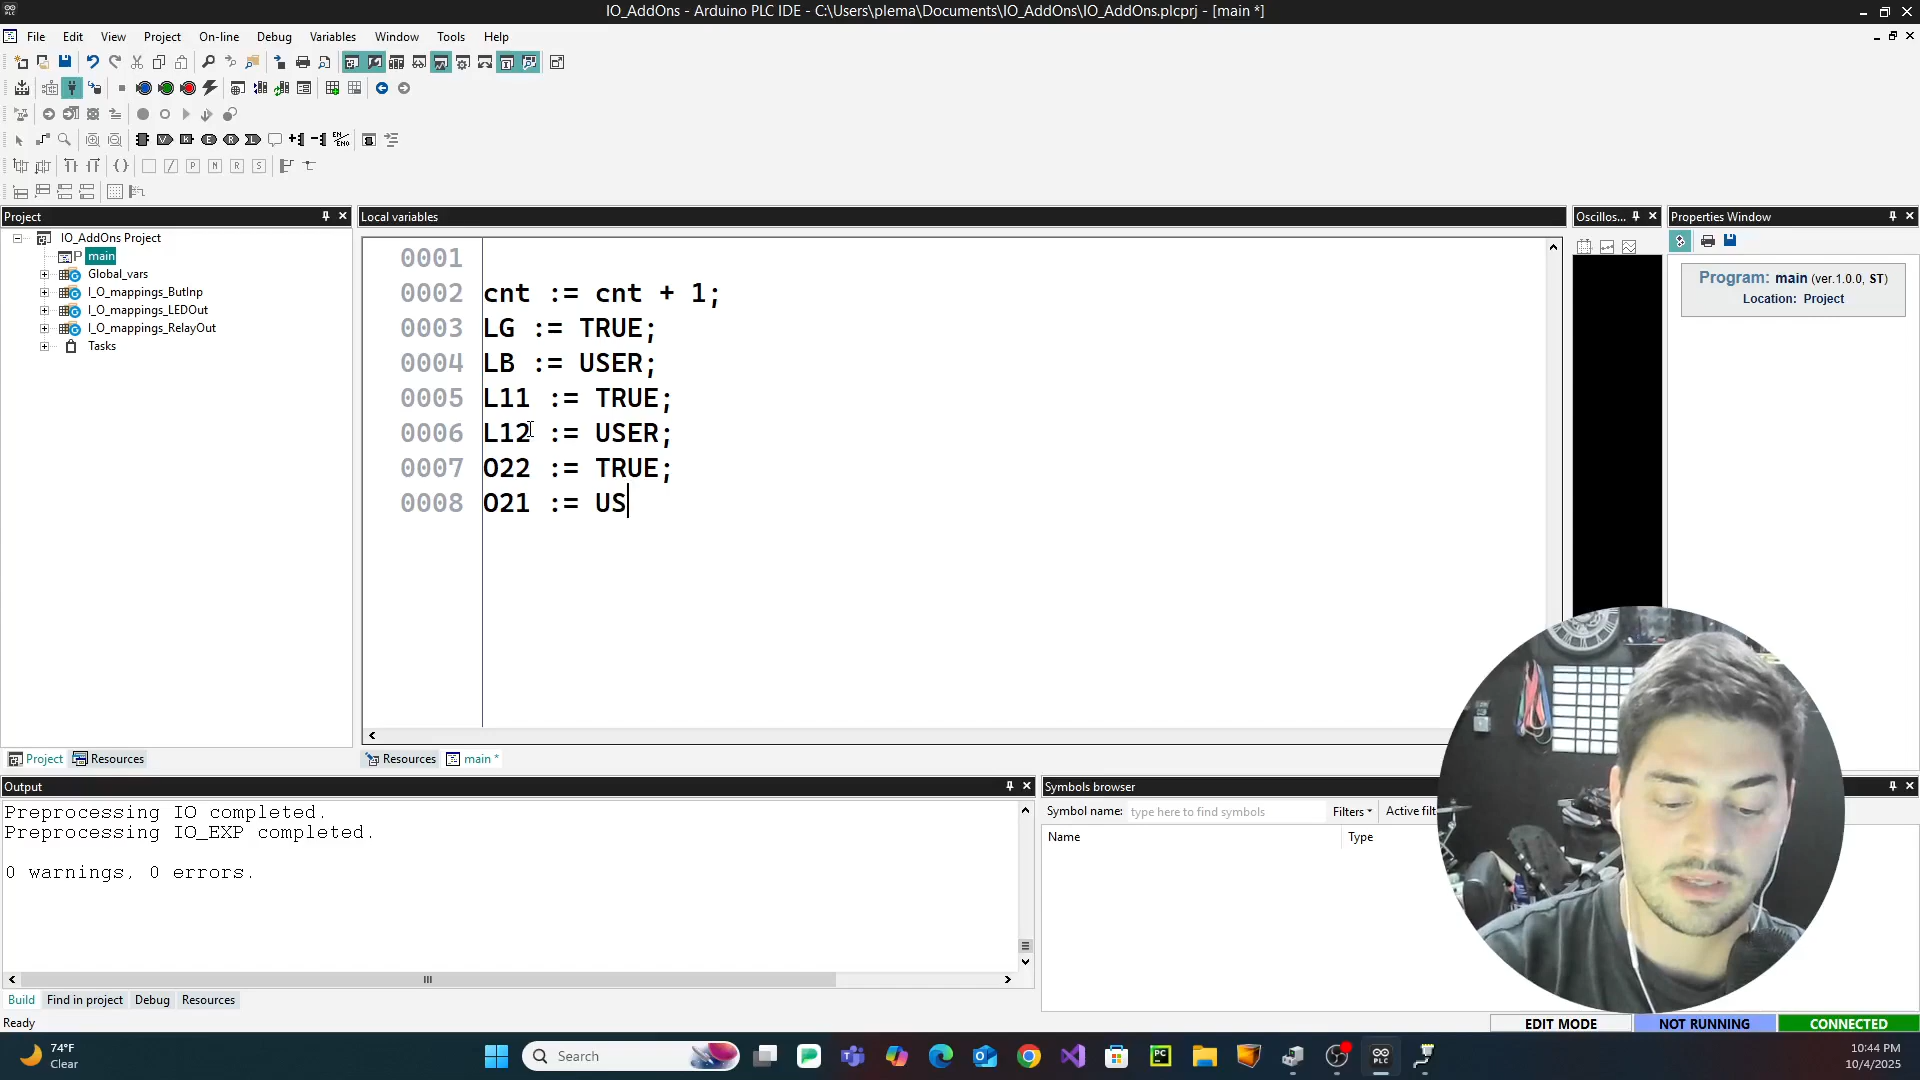 IO_AddOns - Arduino PLC IDE - C:\Users\plema\Documents\IO_AddOns\IO_AddOns.plcprj - [main *]
File Edit View Project On-line Debug Variables Window Tools Help
Project
IO_AddOns Project
main
Global_vars
I_O_mappings_ButInp
I_O_mappings_LEDOut
I_O_mappings_RelayOut
Tasks
Project Resources
Local variables
0001
0002 cnt := cnt + 1;
0003 LG := TRUE;
0004 LB := USER;
0005 L11 := TRUE;
0006 L12 := USER;
0007 O22 := TRUE;
0008 O21 := US
Resources main *
Oscillos...
Properties Window
Program: main (ver.1.0.0, ST)
Location: Project
Output
Preprocessing IO completed.
Preprocessing IO_EXP completed.
0 warnings, 0 errors.
Build Find in project Debug Resources
Symbols browser
Symbol name: type here to find symbols Filters Active filt
Name Type
Ready
EDIT MODE NOT RUNNING CONNECTED
74°F
Clear
Search
10:44 PM
10/4/2025